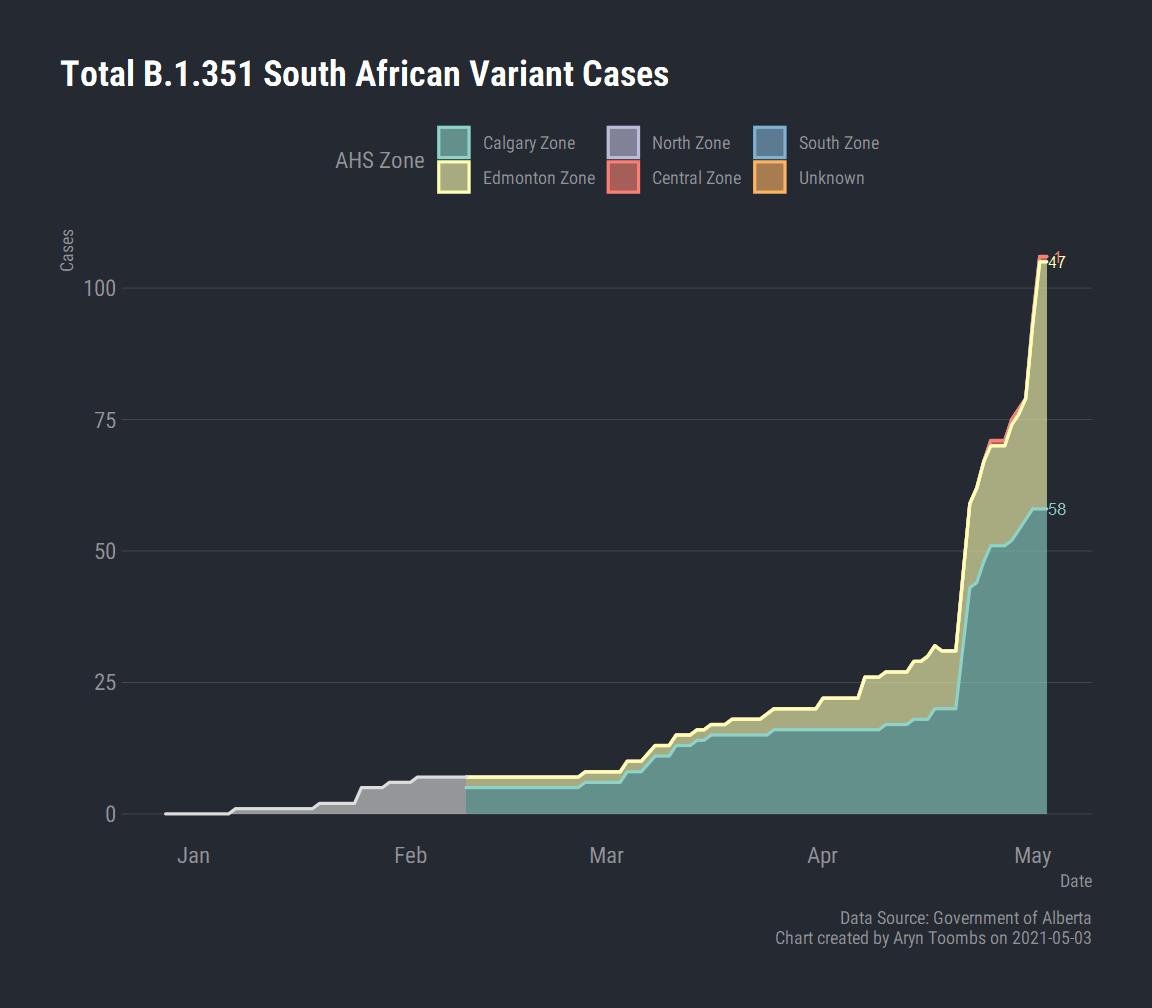 Total B.1.351 South African Variant Cases
AHS Zone
Calgary Zone North Zone South Zone
Edmonton Zone Central Zone Unknown
Cases
100
75
50
25
0
1
47
58
Jan Feb Mar Apr May
Date
Data Source: Government of Alberta
Chart created by Aryn Toombs on 2021-05-03